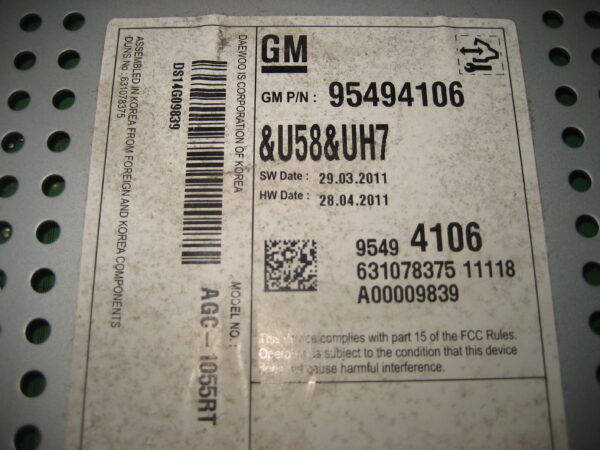 GM
GM P/N : 95494106
&U58&UH7
SW Date : 29.03.2011
HW Date : 28.04.2011
9549 4106
631078375 11118
A00009839
This device complies with part 15 of the FCC Rules.
is subject to the condition that this device
cause harmful interference.
DAEWOO IS CORPORATION OF KOREA
MODEL NO. :
AGC-1055RT
DS14G09839
ASSEMBLED IN KOREA FROM FOREIGN AND KOREA COMPONENTS
DUNS No : 631078375